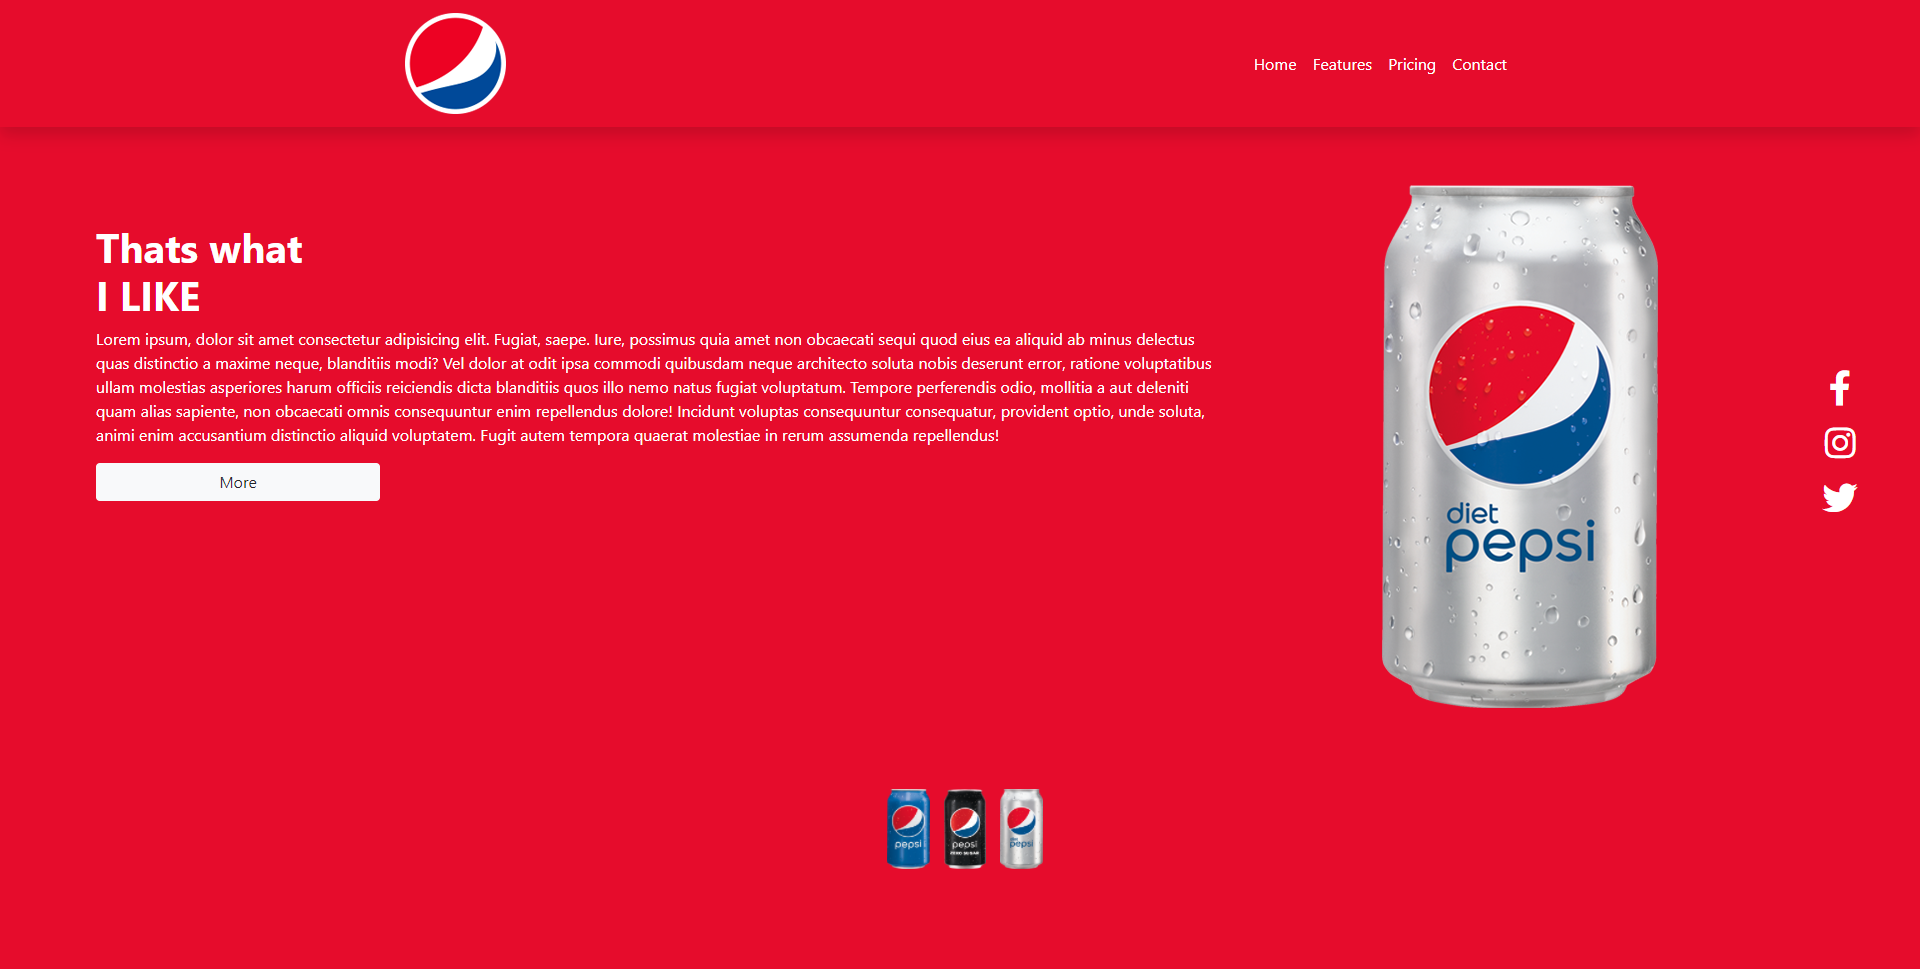 Home Features Pricing Contact
Thats what
I LIKE
Lorem ipsum, dolor sit amet consectetur adipisicing elit. Fugiat, saepe. Iure, possimus quia amet non obcaecati sequi quod eius ea aliquid ab minus delectus
quas distinctio a maxime neque, blanditiis modi? Vel dolor at odit ipsa commodi quibusdam neque architecto soluta nobis deserunt error, ratione voluptatibus
ullam molestias asperiores harum officiis reiciendis dicta blanditiis quos illo nemo natus fugiat voluptatum. Tempore perferendis odio, mollitia a aut deleniti
quam alias sapiente, non obcaecati omnis consequuntur enim repellendus dolore! Incidunt voluptas consequuntur consequatur, provident optio, unde soluta,
animi enim accusantium distinctio aliquid voluptatem. Fugit autem tempora quaerat molestiae in rerum assumenda repellendus!
More
diet
pepsi
pepsi
pepsi
ZERO SUGAR
diet
pepsi